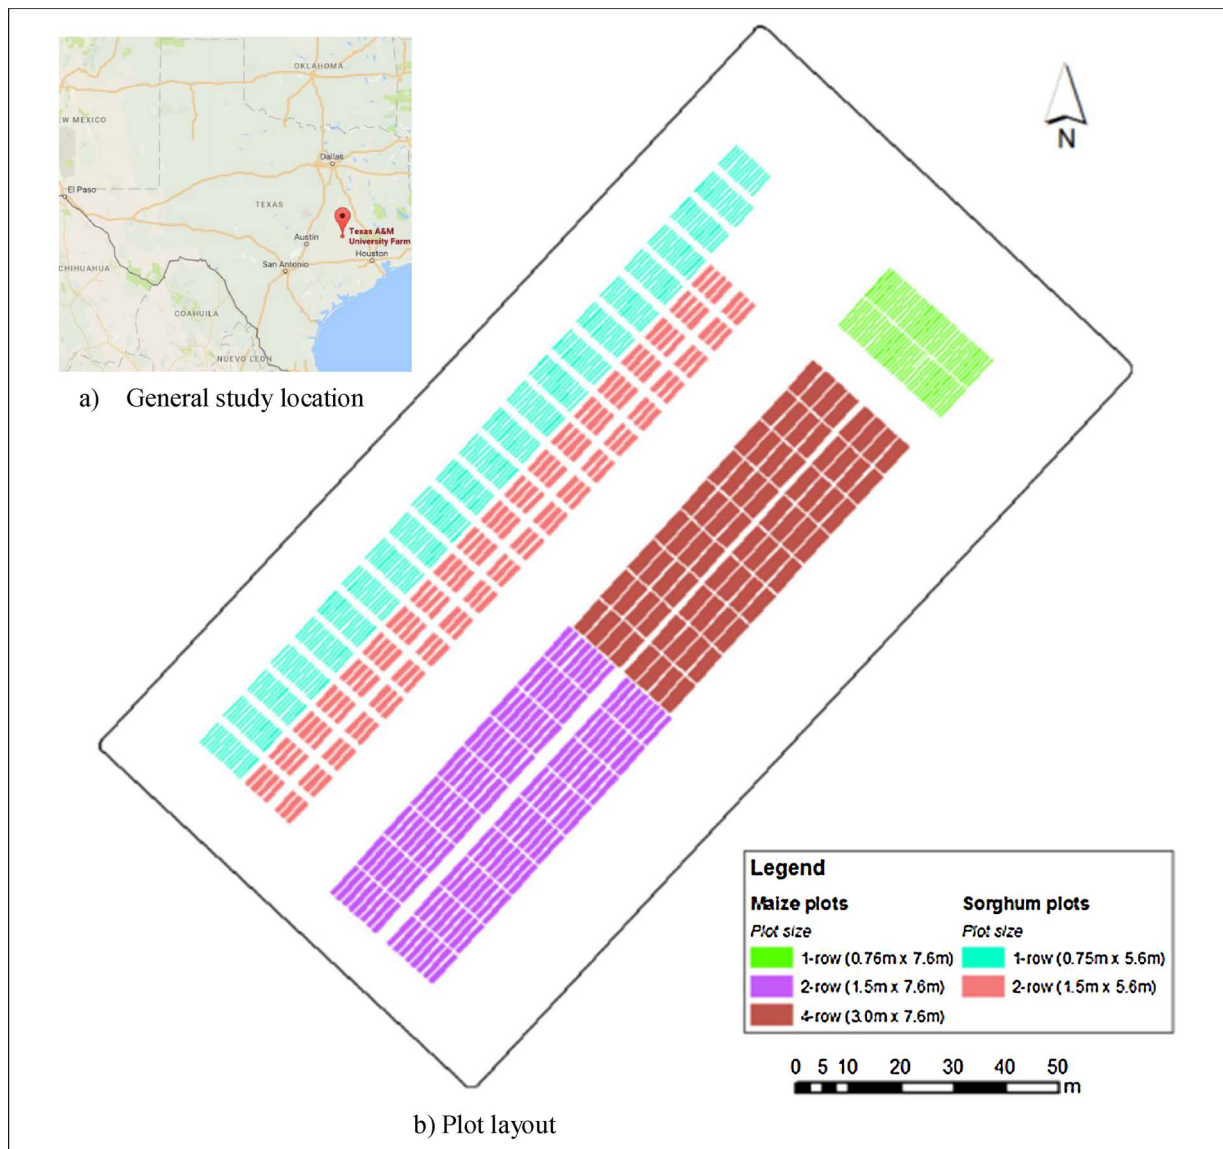 OKLAHOMA
EW MEXICO
Dallas
El Paso
TEXAS
Texas A&M
University Farm
Austin
Houston
San Antonio
CHIHUAHUA
COAHUILA
NUEVO LEON
a) General study location
N
Legend
Maize plots Sorghum plots
Plot size Plot size
1-row (0.76m x 7.6m) 1-row (0.75m x 5.6m)
2-row (1.5m x 7.6m) 2-row (1.5m x 5.6m)
4-row (3.0m x 7.6m)
0 5 10 20 30 40 50
m
b) Plot layout